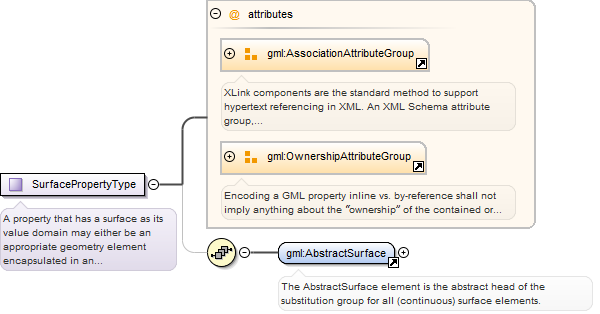 @ attributes
gml:AssociationAttributeGroup
XLink components are the standard method to support
hypertext referencing in XML. An XML Schema attribute
group,...
gml:OwnershipAttributeGroup
Encoding a GML property inline vs. by-reference shall not
imply anything about the “ownership” of the contained or...
SurfacePropertyType
A property that has a surface as its
value domain may either be an
appropriate geometry element
encapsulated in an...
gml:AbstractSurface
The AbstractSurface element is the abstract head of the
substitution group for all (continuous) surface elements.